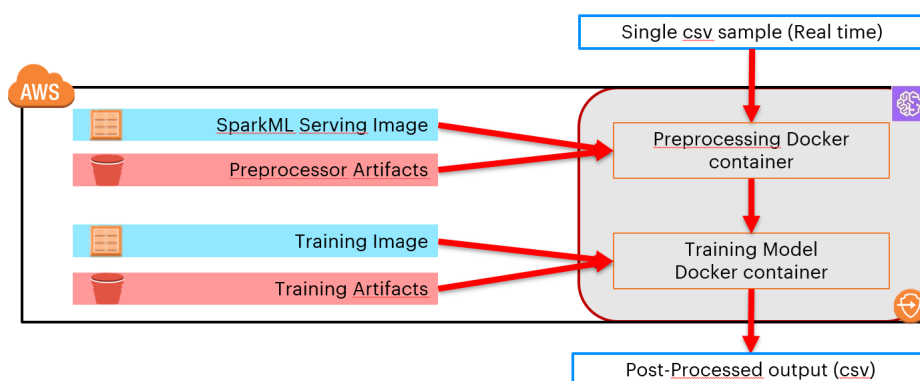 Single csv sample (Real time)
AWS
SparkML Serving Image
Preprocessor Artifacts
Preprocessing Docker
container
Training Image
Training Artifacts
Training Model
Docker container
Post-Processed output (csv)